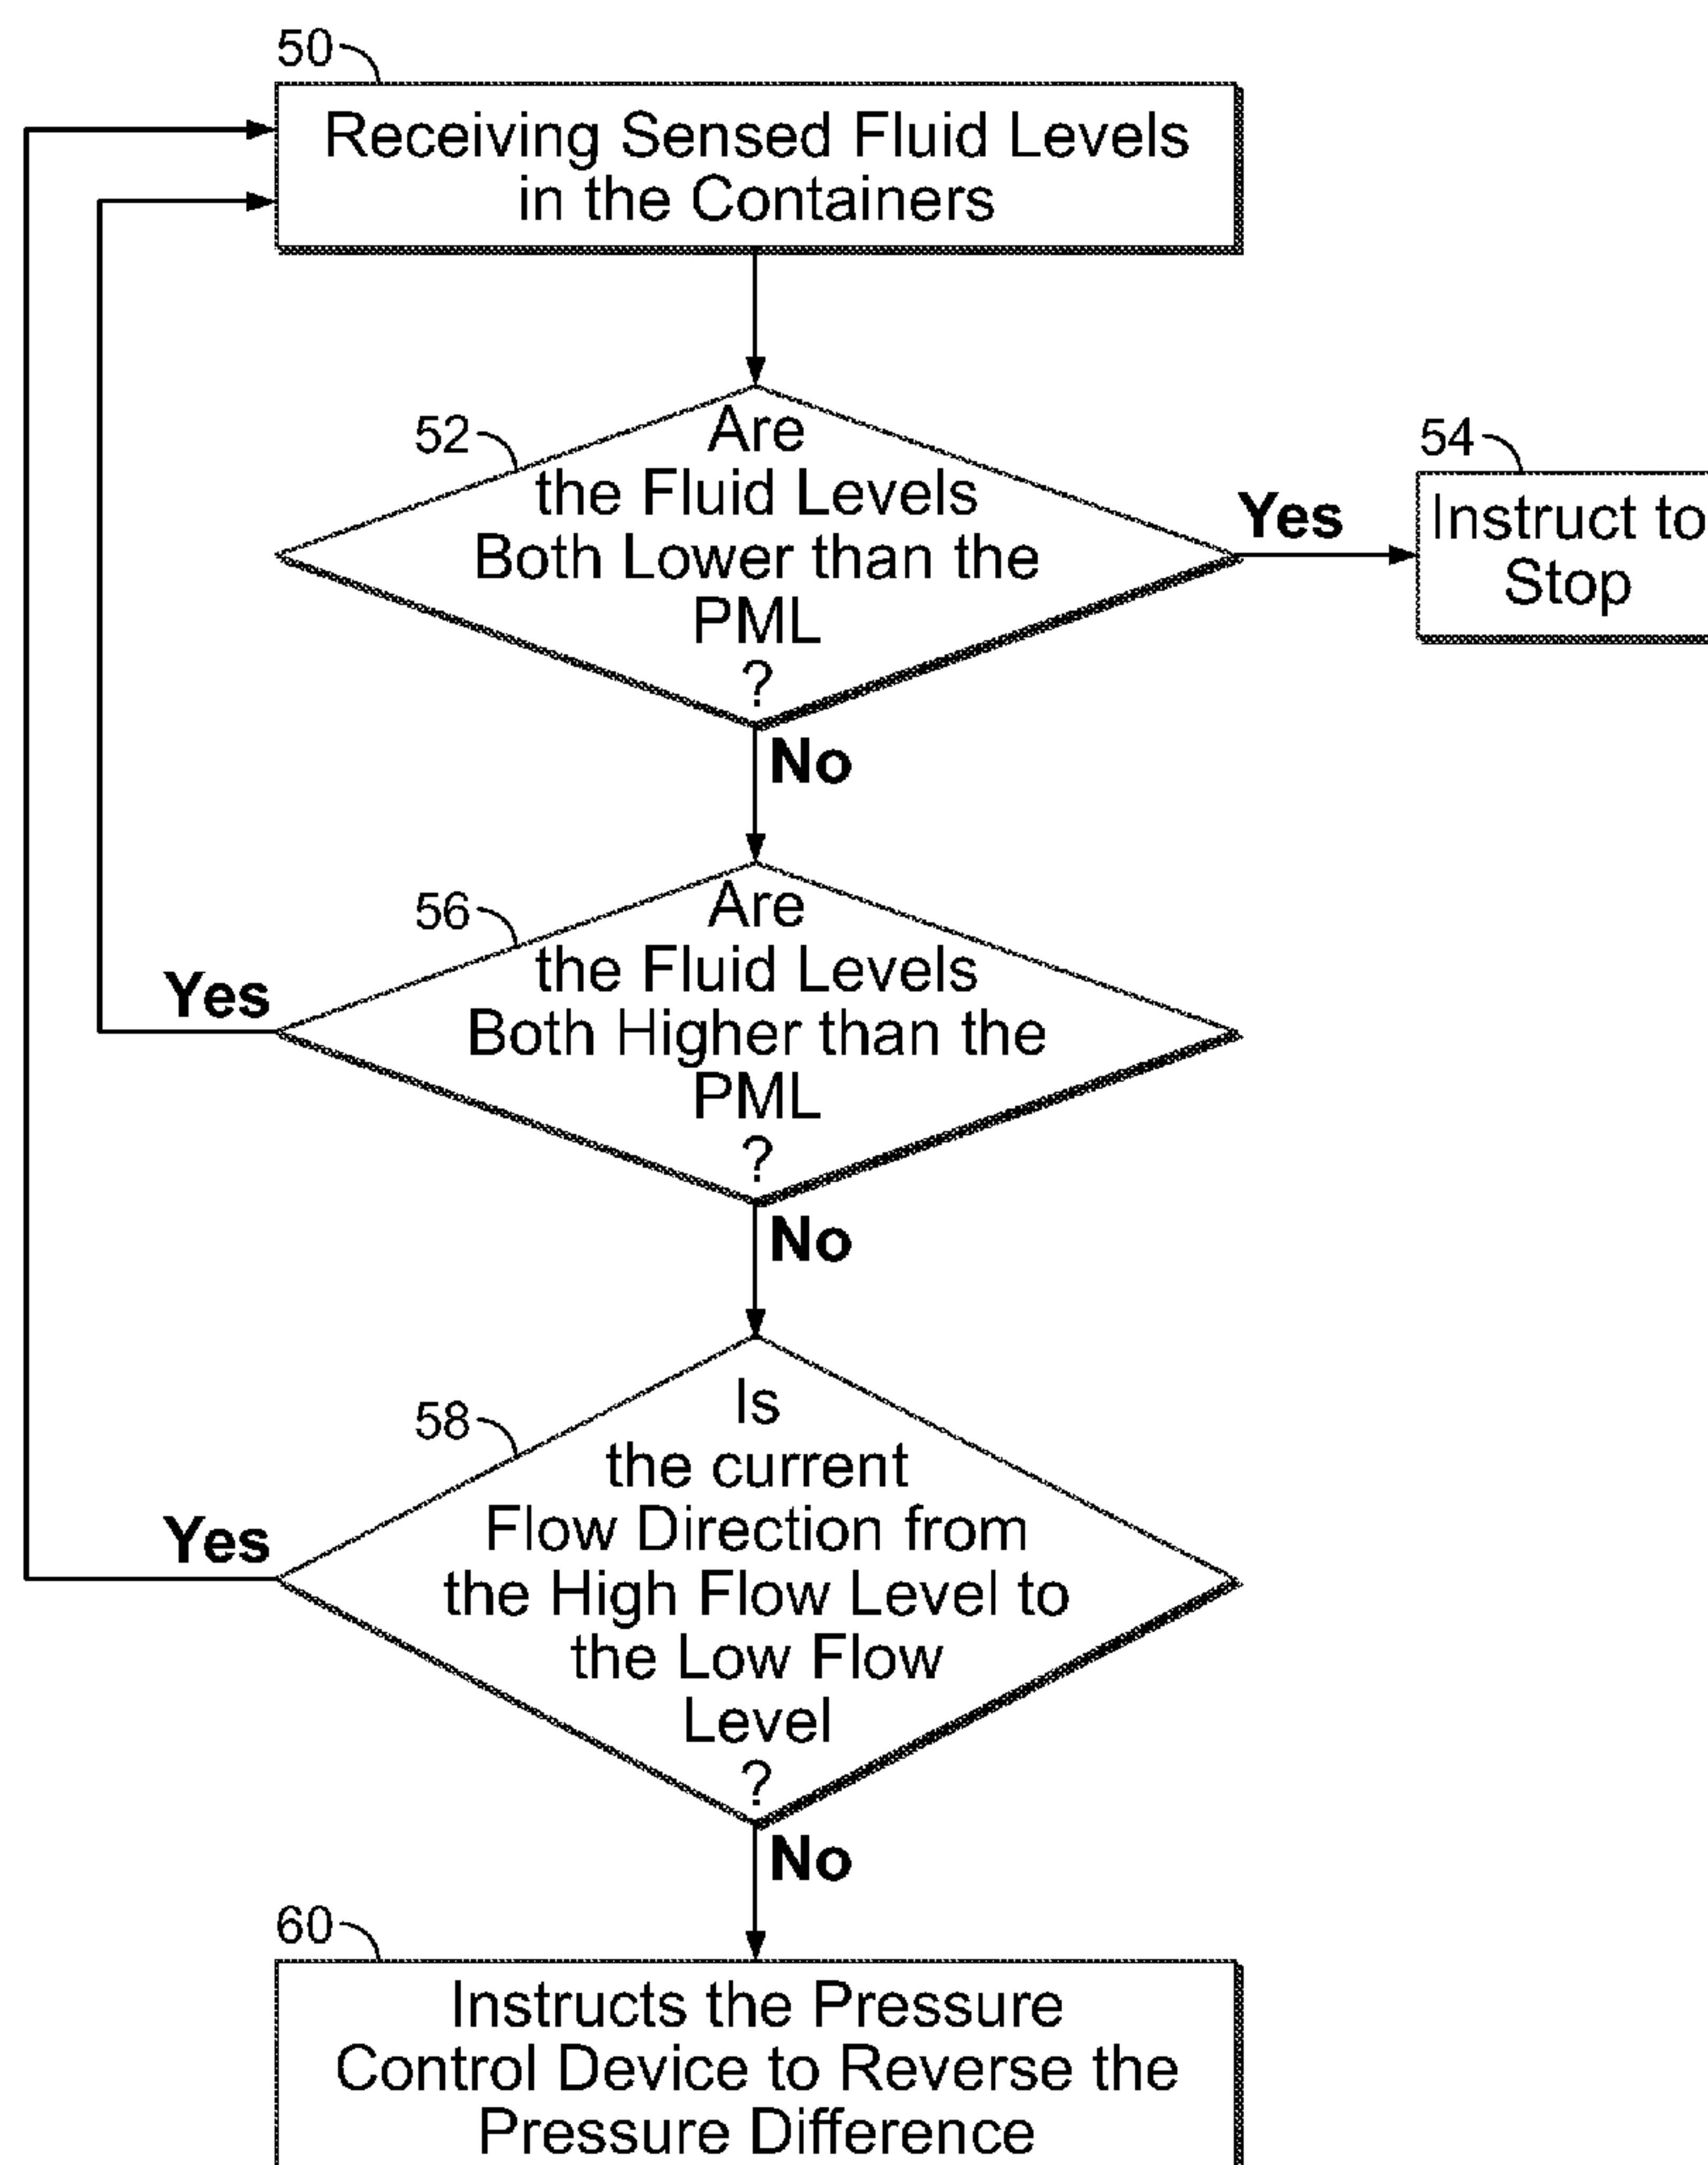 50
Receiving Sensed Fluid Levels
in the Containers
52
Are
the Fluid Levels
Both Lower than the
PML
?
Yes
54
Instruct to
Stop
No
56
Are
the Fluid Levels
Both Higher than the
PML
?
Yes
No
58
Is
the current
Flow Direction from
the High Flow Level to
the Low Flow
Level
?
Yes
No
60
Instructs the Pressure
Control Device to Reverse the
Pressure Difference